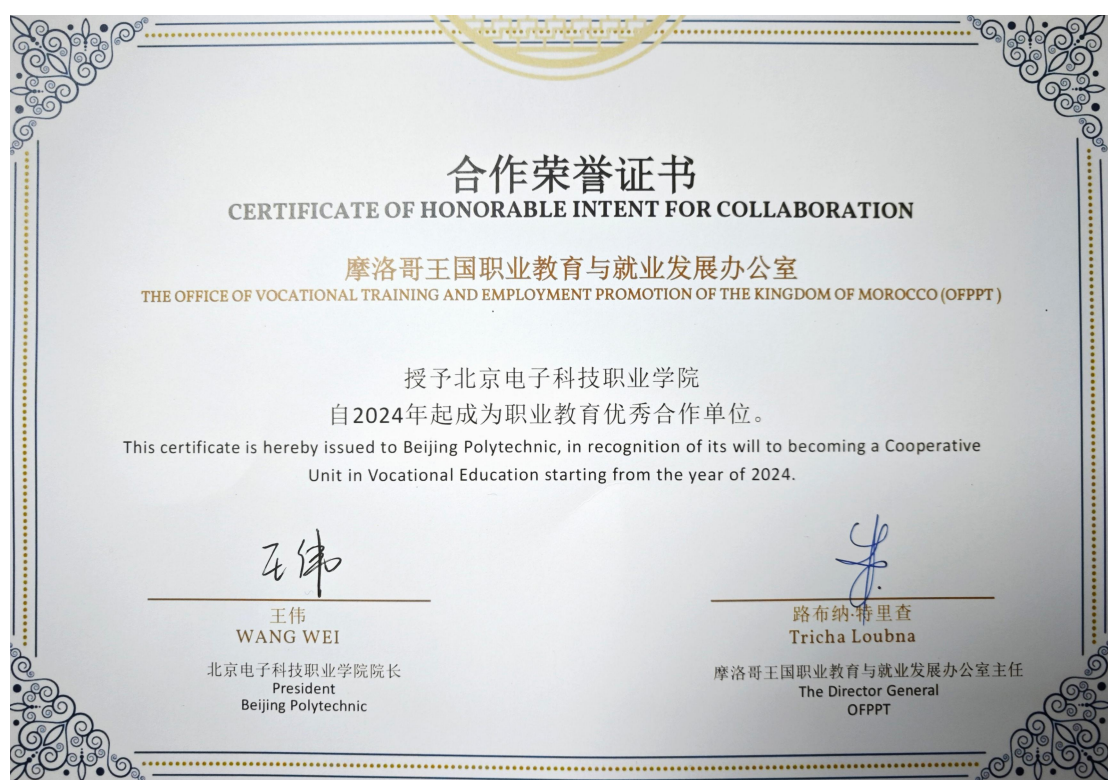 合作荣誉证书
CERTIFICATE OF HONORABLE INTENT FOR COLLABORATION
摩洛哥王国职业教育与就业发展办公室
THE OFFICE OF VOCATIONAL TRAINING AND EMPLOYMENT PROMOTION OF THE KINGDOM OF MOROCCO (OFPPT )
授予北京电子科技职业学院
自2024年起成为职业教育优秀合作单位。
This certificate is hereby issued to Beijing Polytechnic, in recognition of its will to becoming a Cooperative
Unit in Vocational Education starting from the year of 2024.
王伟
王伟
WANG WEI
北京电子科技职业学院院长
President
Beijing Polytechnic
路布纳·特里查
Tricha Loubna
摩洛哥王国职业教育与就业发展办公室主任
The Director General
OFPPT